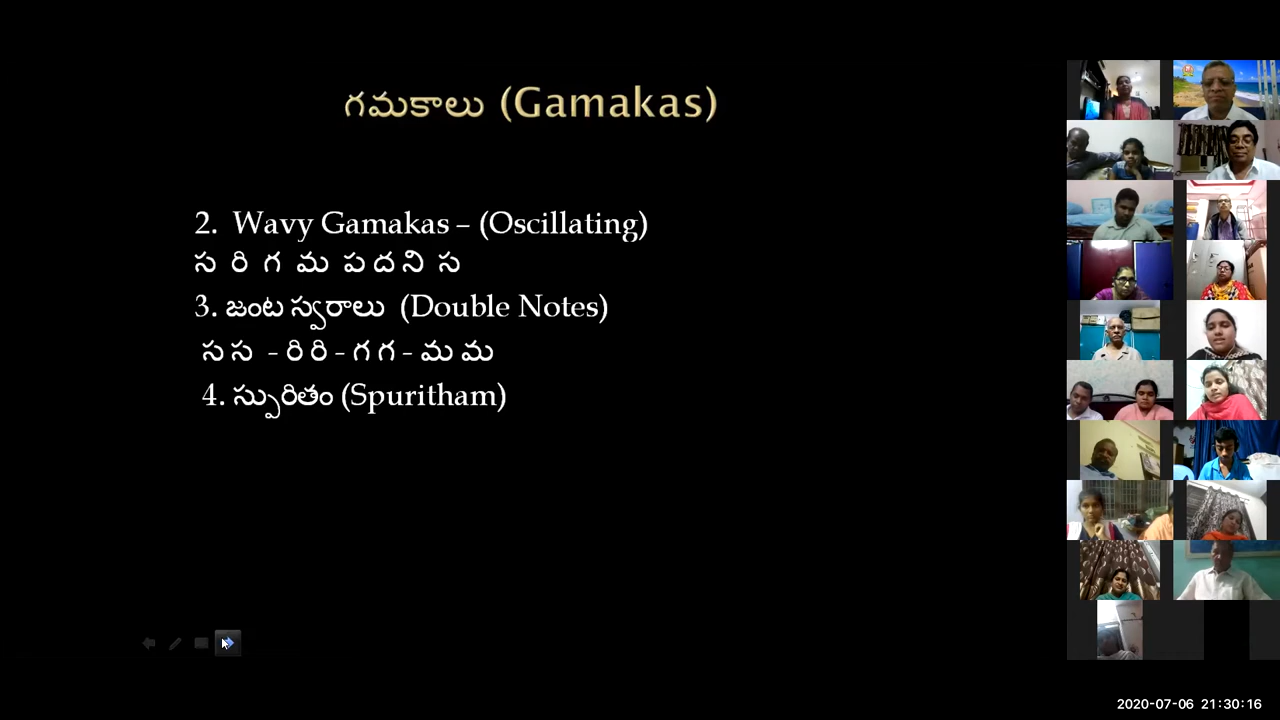 గమకాలు (Gamakas)
2. Wavy Gamakas – (Oscillating)
స రి గ మ ప ద ని స
3. జంట స్వరాలు (Double Notes)
స స - రి రి - గ గ - మ మ
4. స్పురితం (Spuritham)
2020-07-06 21:30:16